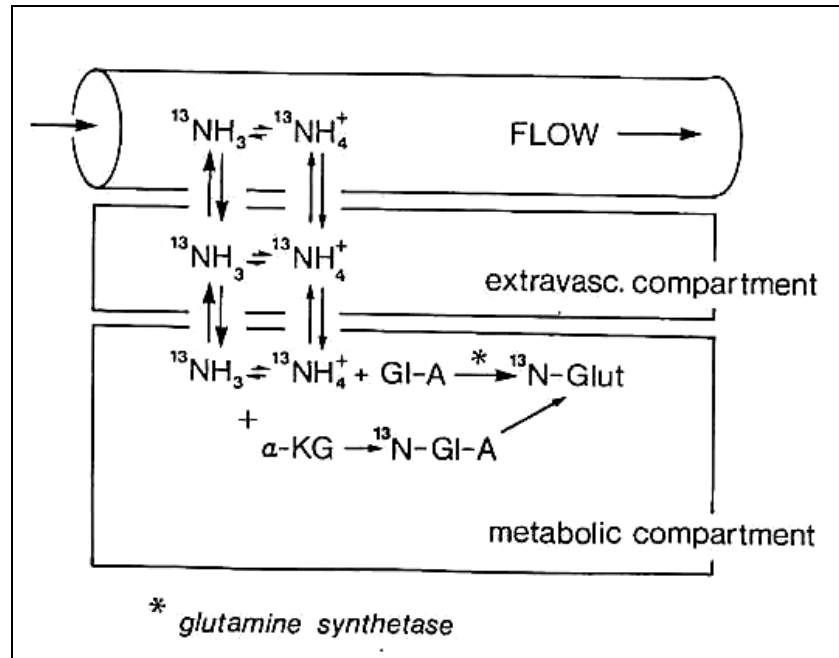 ¹³NH₃ ⇌ ¹³NH₄⁺ FLOW →
¹³NH₃ ⇌ ¹³NH₄⁺
extravasc. compartment
¹³NH₃ ⇌ ¹³NH₄⁺ + Gl-A *→ ¹³N-Glut
+
α-KG → ¹³N-Gl-A
metabolic compartment
* glutamine synthetase